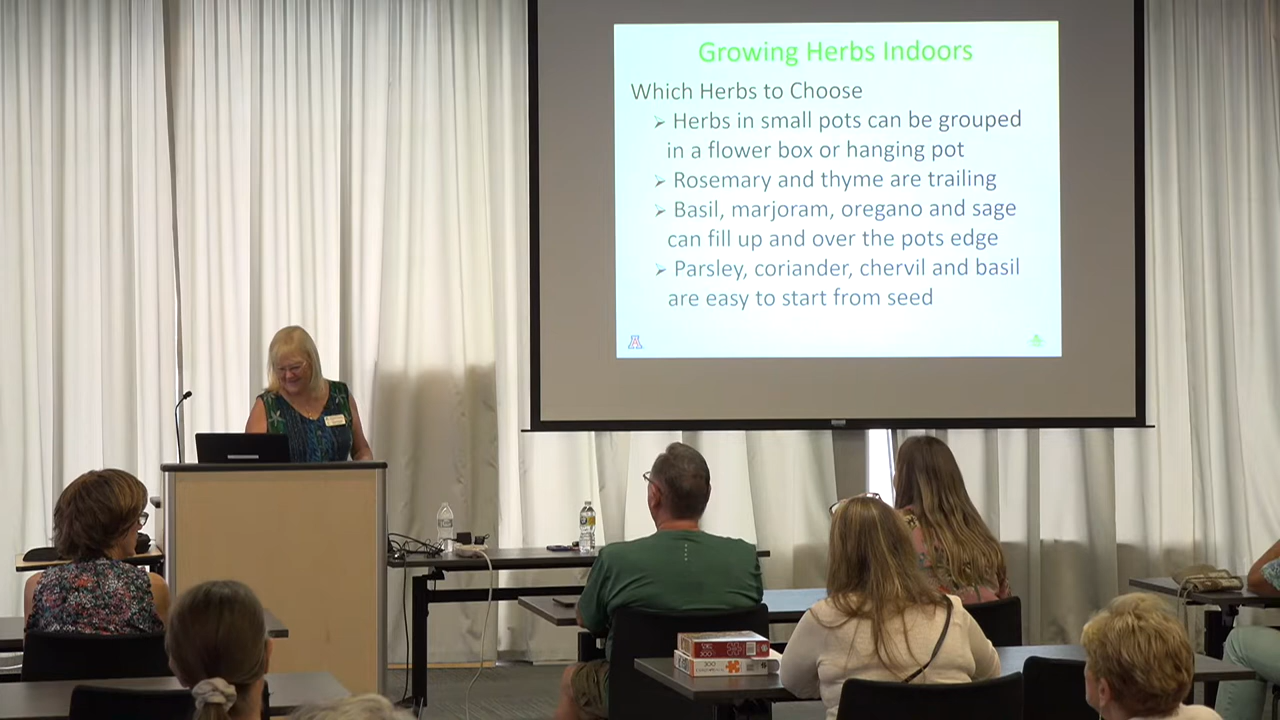 Growing Herbs Indoors
Which Herbs to Choose
➢ Herbs in small pots can be grouped
in a flower box or hanging pot
➢ Rosemary and thyme are trailing
➢ Basil, marjoram, oregano and sage
can fill up and over the pots edge
➢ Parsley, coriander, chervil and basil
are easy to start from seed
A
300
300